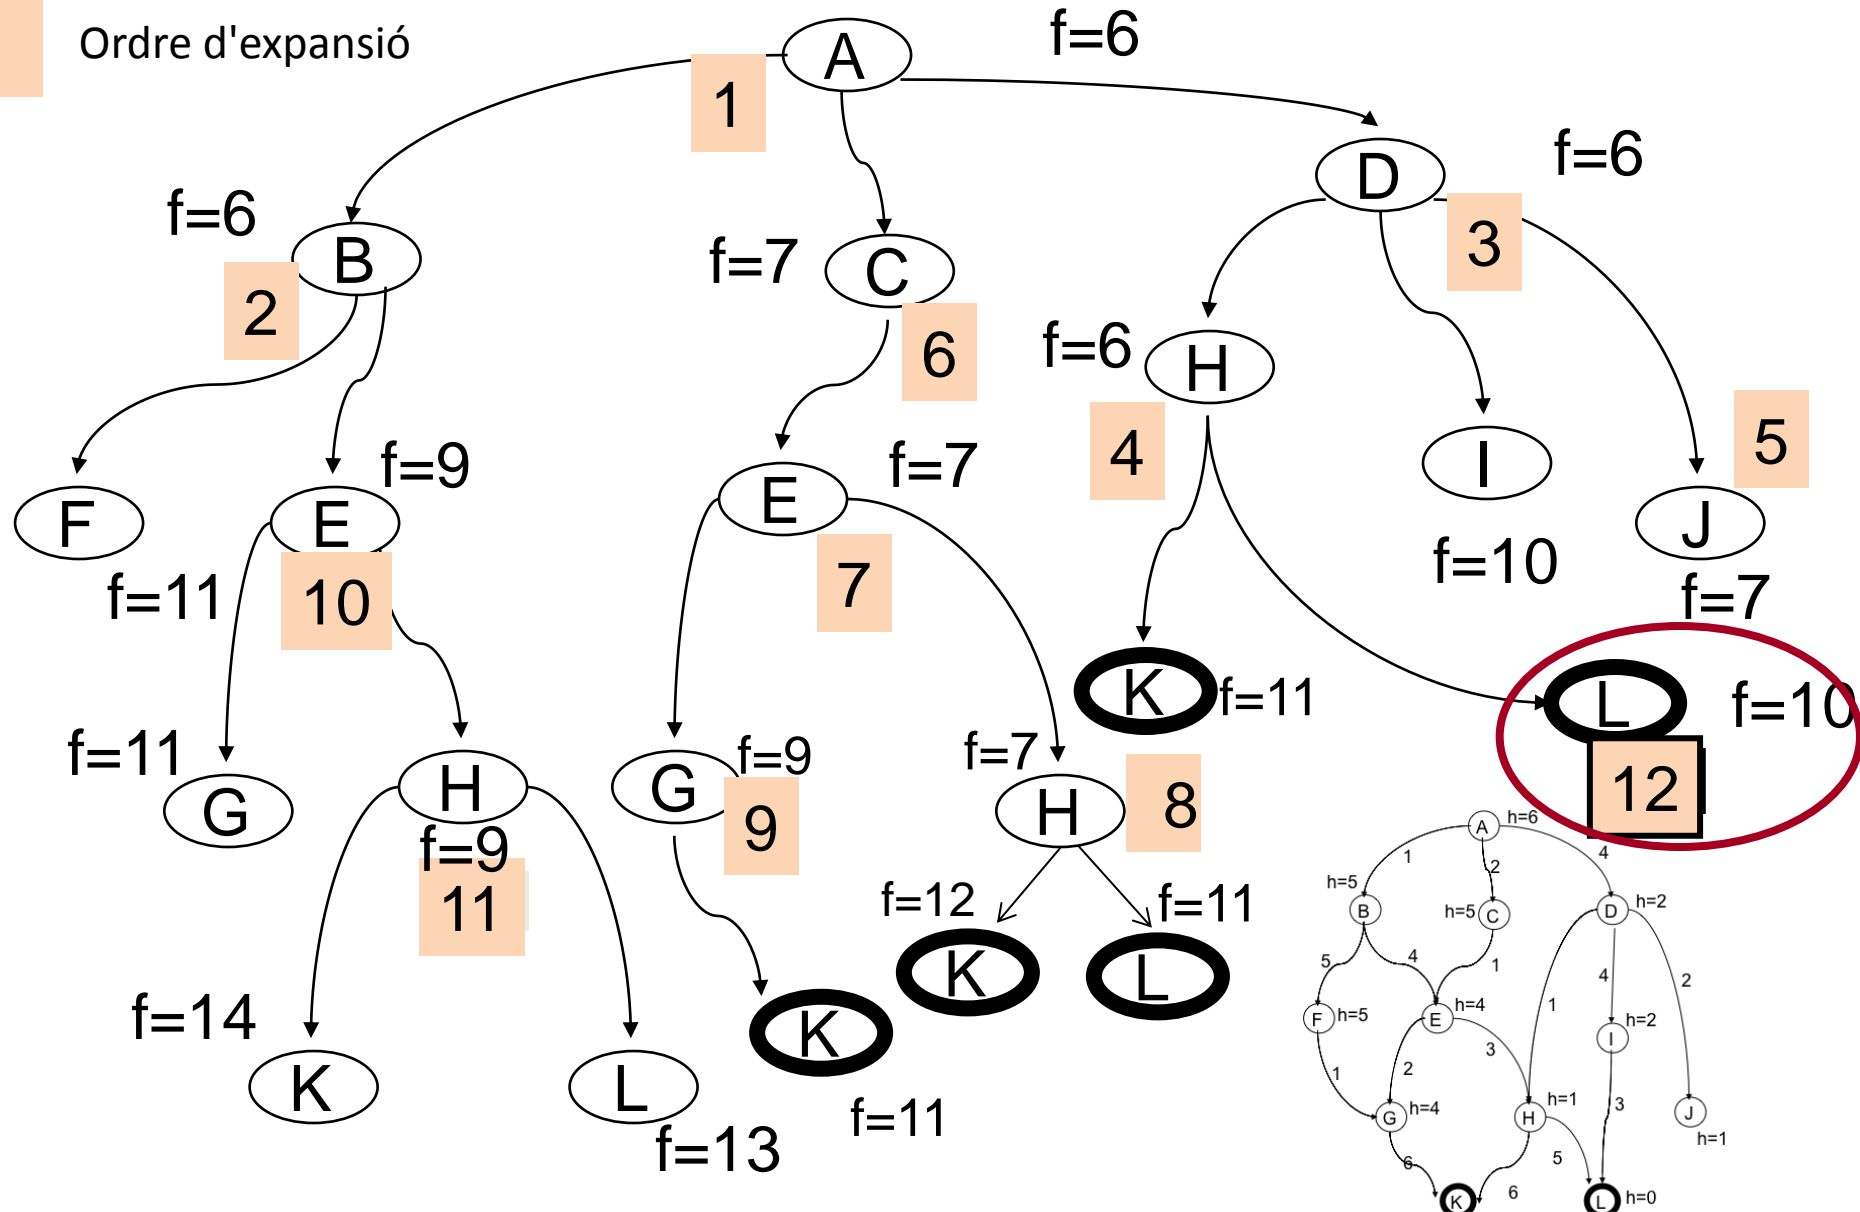 Ordre d'expansió
A
f=6
1
D
f=6
B
f=6
2
C
f=7
3
H
f=6
6
4
I
f=10
J
5
f=7
F
f=11
E
f=9
10
E
f=7
7
K
f=11
L
f=10
12
G
f=11
H
f=9
11
G
f=9
9
H
f=7
8
K
f=12
L
f=11
K
f=14
L
f=13
K
f=11
A
h=6
1
2
4
h=5
B
h=5
C
D
h=2
5
4
1
1
4
2
F
h=5
E
h=4
I
h=2
1
2
3
3
G
h=4
H
h=1
J
h=1
6
6
5
K
L
h=0